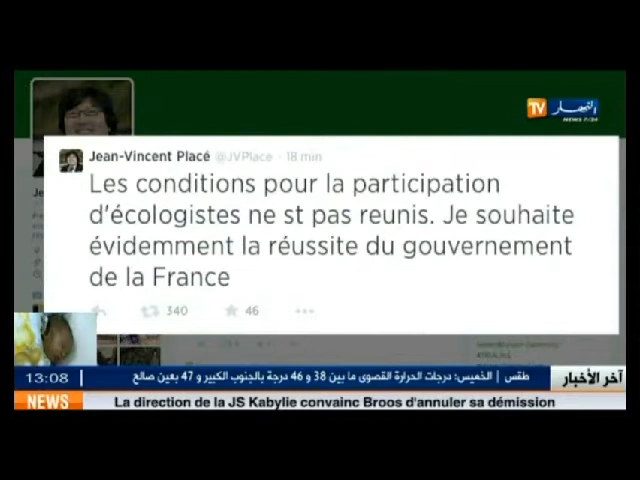 TV النهار
NEWS 7/24
Jean-Vincent Placé @JVPlace · 18 min
Les conditions pour la participation
d'écologistes ne st pas reunis. Je souhaite
évidemment la réussite du gouvernement
de la France
340 46
13:08 طقس | الخميس: درجات الحرارة القصوى ما بين 38 و 46 درجة بالجنوب الكبير و 47 بعين صالح آخر الأخبار
NEWS La direction de la JS Kabylie convainc Broos d'annuler sa démission